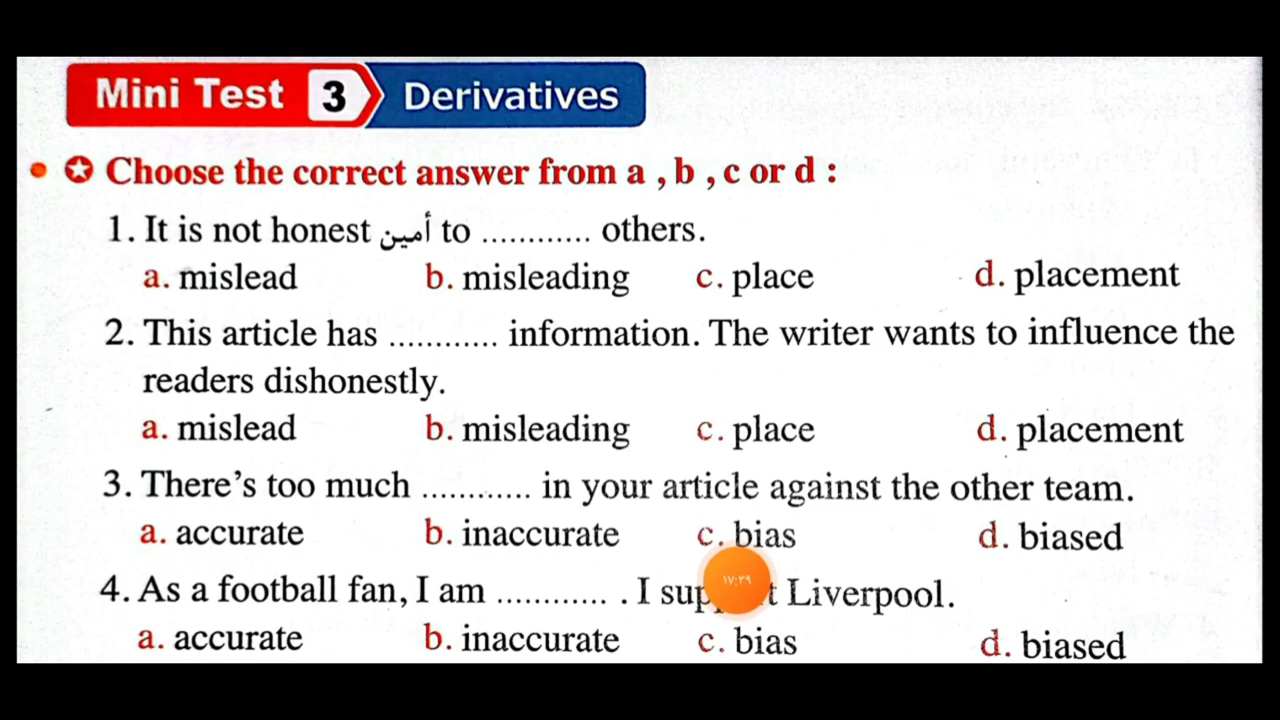 Mini Test 3 Derivatives
Choose the correct answer from a , b , c or d :
1. It is not honest أمين to ............ others.
a. mislead b. misleading c. place d. placement
2. This article has ............ information. The writer wants to influence the
readers dishonestly.
a. mislead b. misleading c. place d. placement
3. There's too much ............ in your article against the other team.
a. accurate b. inaccurate c. bias d. biased
١٧:٣٩
4. As a football fan, I am ............ . I Liverpool.
a. accurate b. inaccurate c. bias d. biased